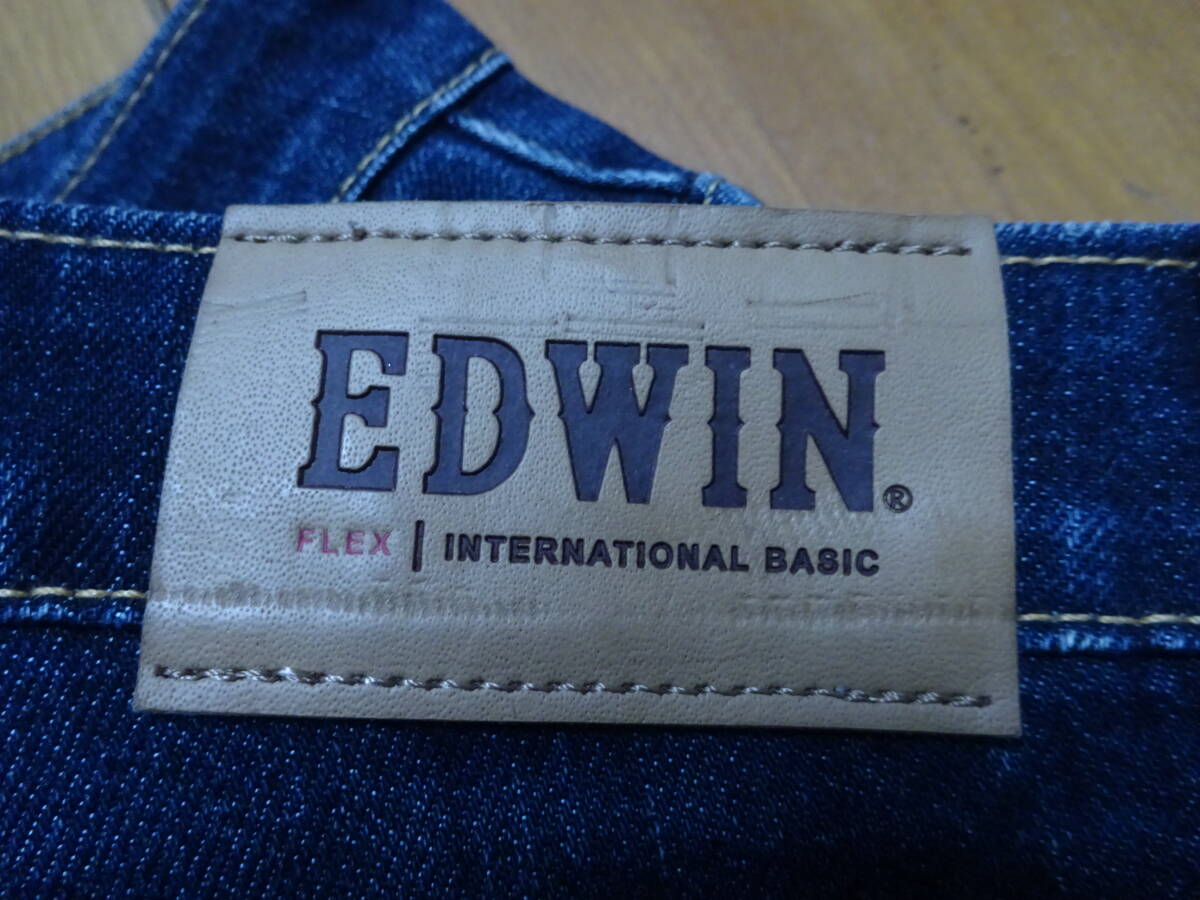 EDWIN®
FLEX | INTERNATIONAL BASIC